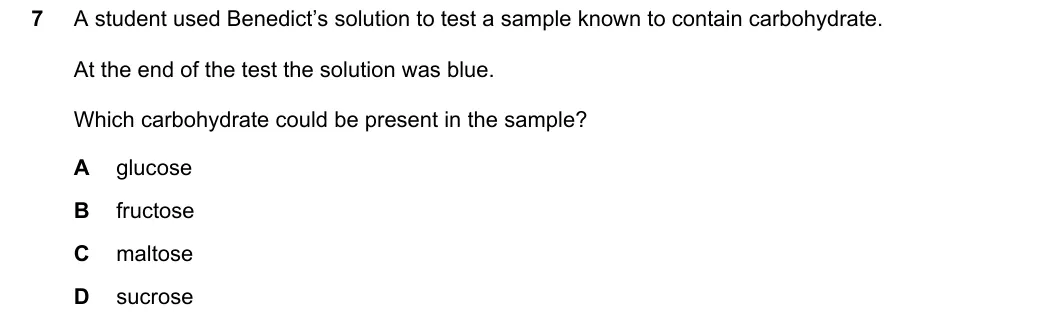 7 A student used Benedict's solution to test a sample known to contain carbohydrate.
At the end of the test the solution was blue.
Which carbohydrate could be present in the sample?
A glucose
B fructose
C maltose
D sucrose